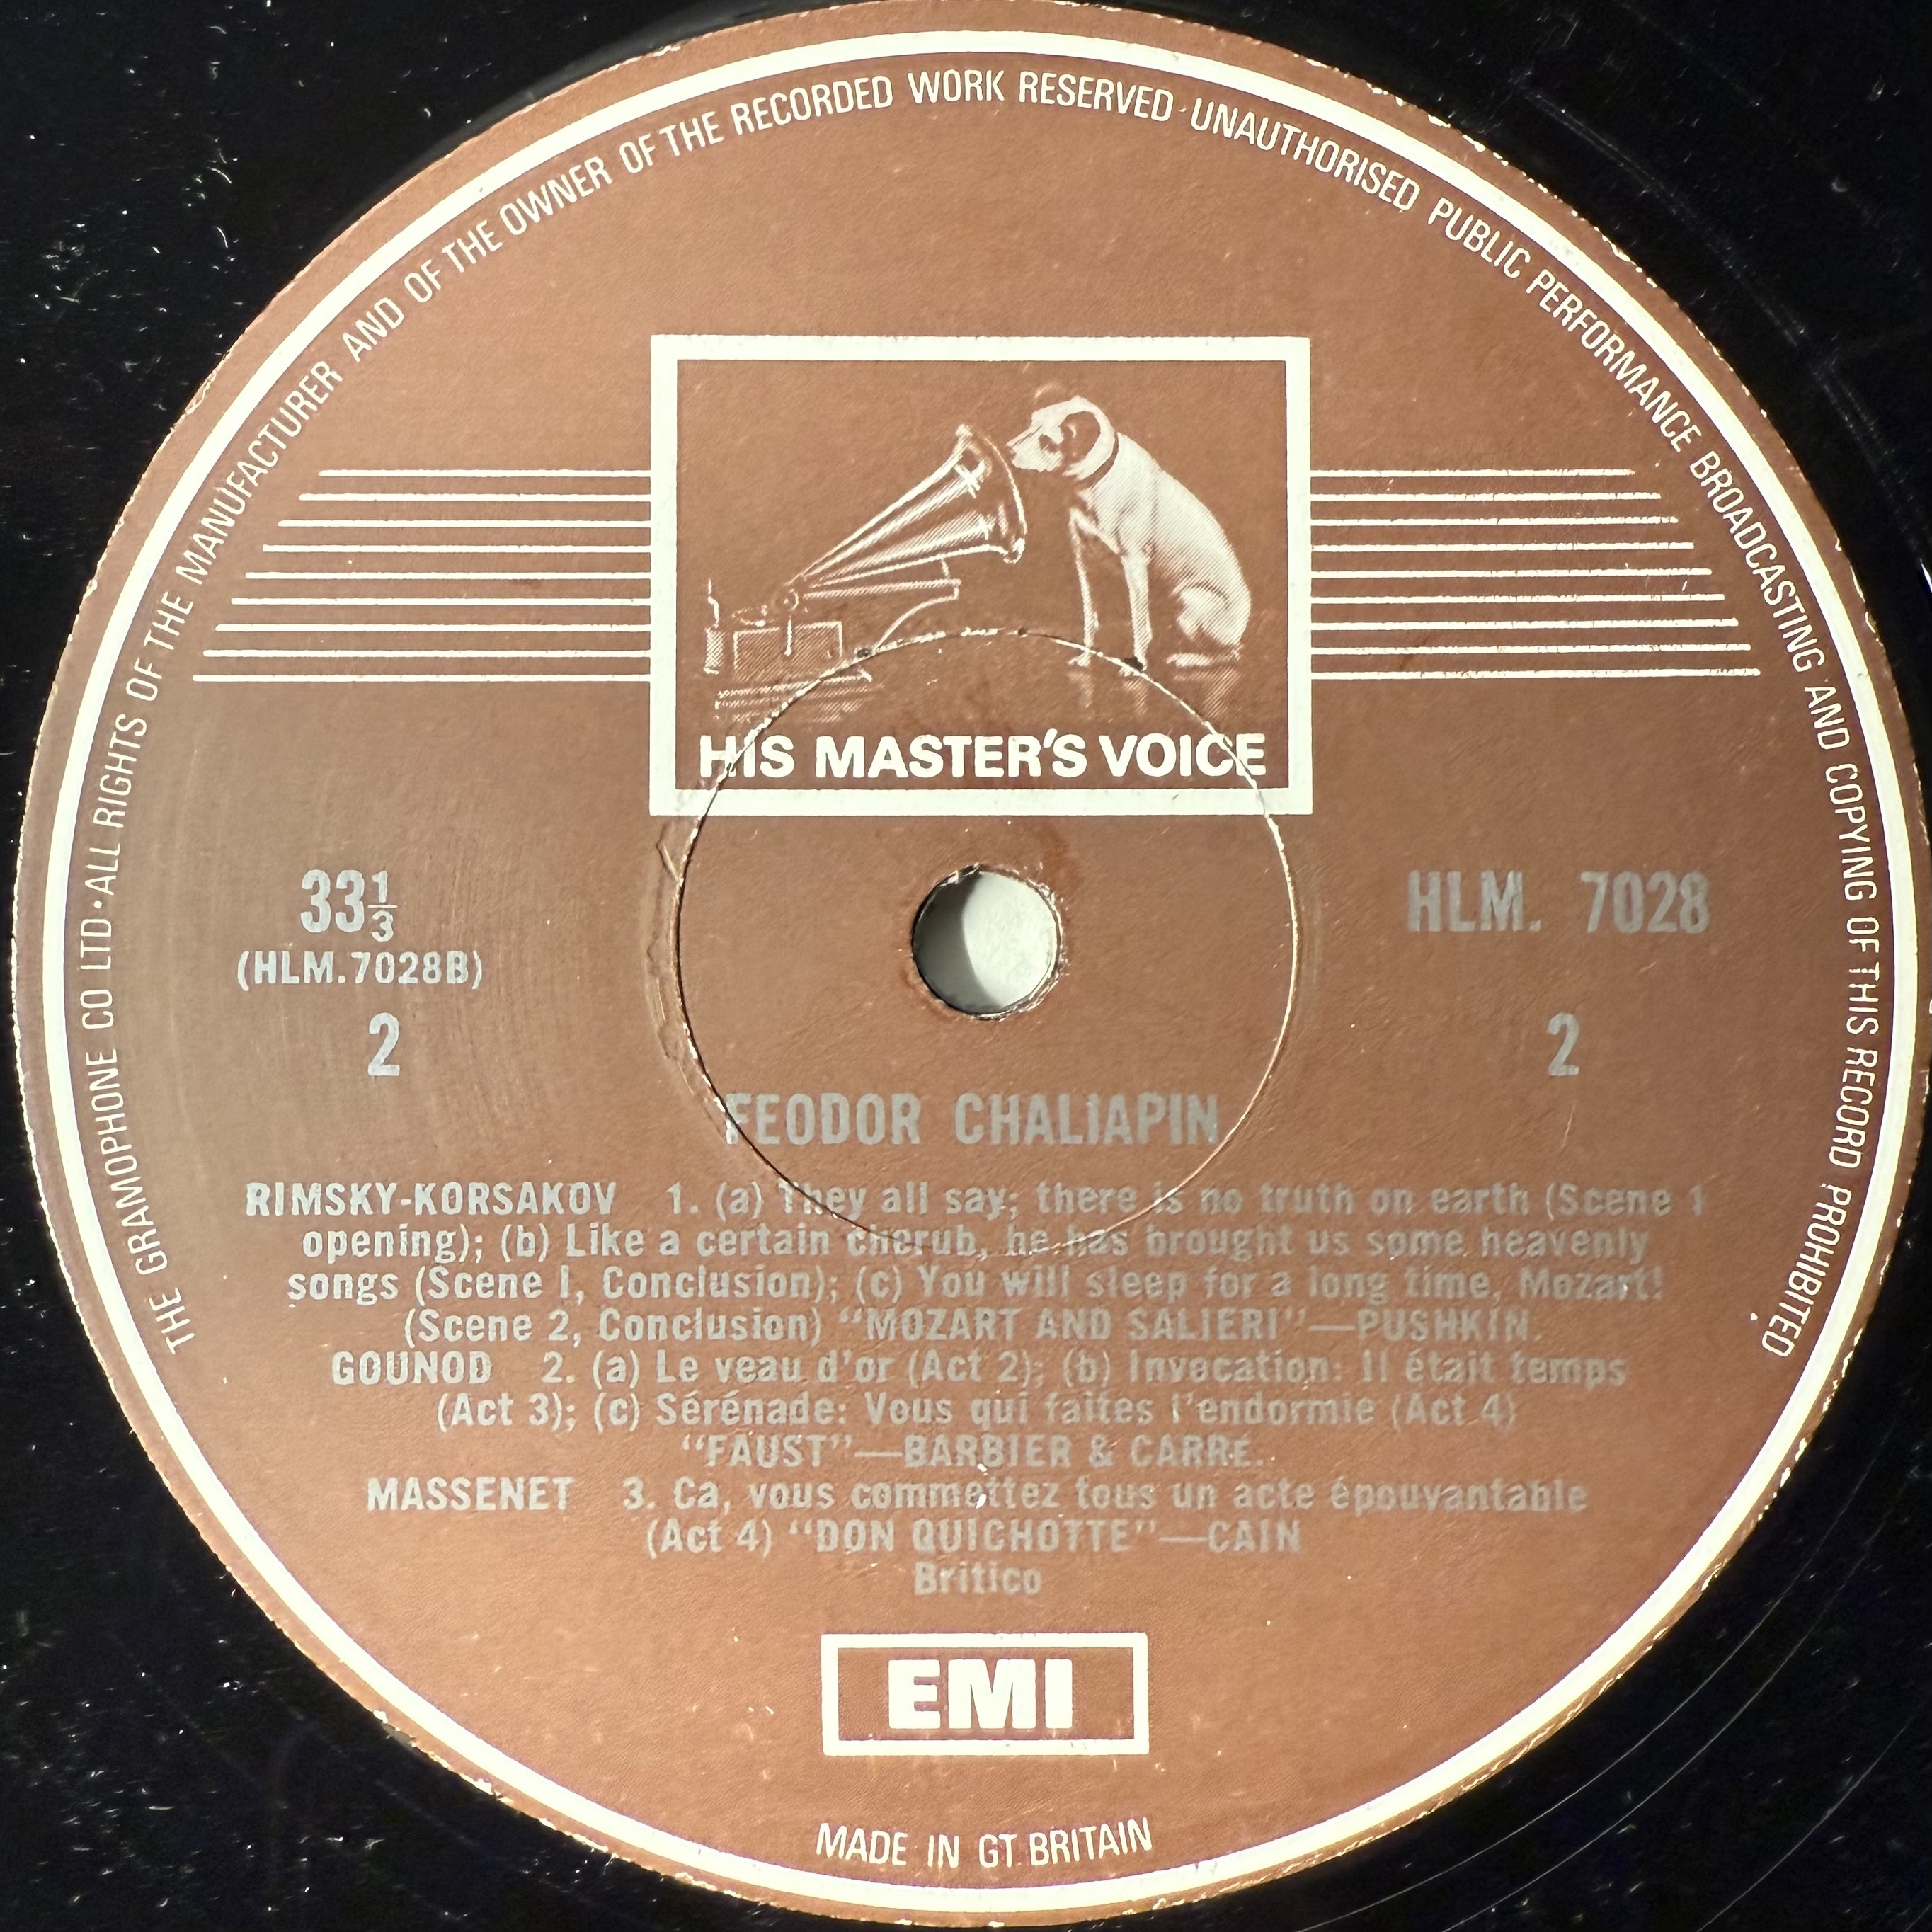 THE GRAMOPHONE CO LTD · ALL RIGHTS OF THE MANUFACTURER AND OF THE OWNER OF THE RECORDED WORK RESERVED · UNAUTHORISED PUBLIC PERFORMANCE BROADCASTING AND COPYING OF THIS RECORD PROHIBITED
HIS MASTER'S VOICE
33⅓
(HLM.7028B)
2
HLM. 7028
2
FEODOR CHALIAPIN
RIMSKY-KORSAKOV 1. (a) They all say; there is no truth on earth (Scene 1
opening); (b) Like a certain cherub, he has brought us some heavenly
songs (Scene I, Conclusion); (c) You will sleep for a long time, Mozart!
(Scene 2, Conclusion) "MOZART AND SALIERI"—PUSHKIN.
GOUNOD 2. (a) Le veau d'or (Act 2); (b) Invocation: Il était temps
(Act 3); (c) Sérénade: Vous qui faites l'endormie (Act 4)
"FAUST"—BARBIER & CARRÉ.
MASSENET 3. Ca, vous commettez tous un acte épouvantable
(Act 4) "DON QUICHOTTE"—CAIN
Britico
EMI
MADE IN GT BRITAIN